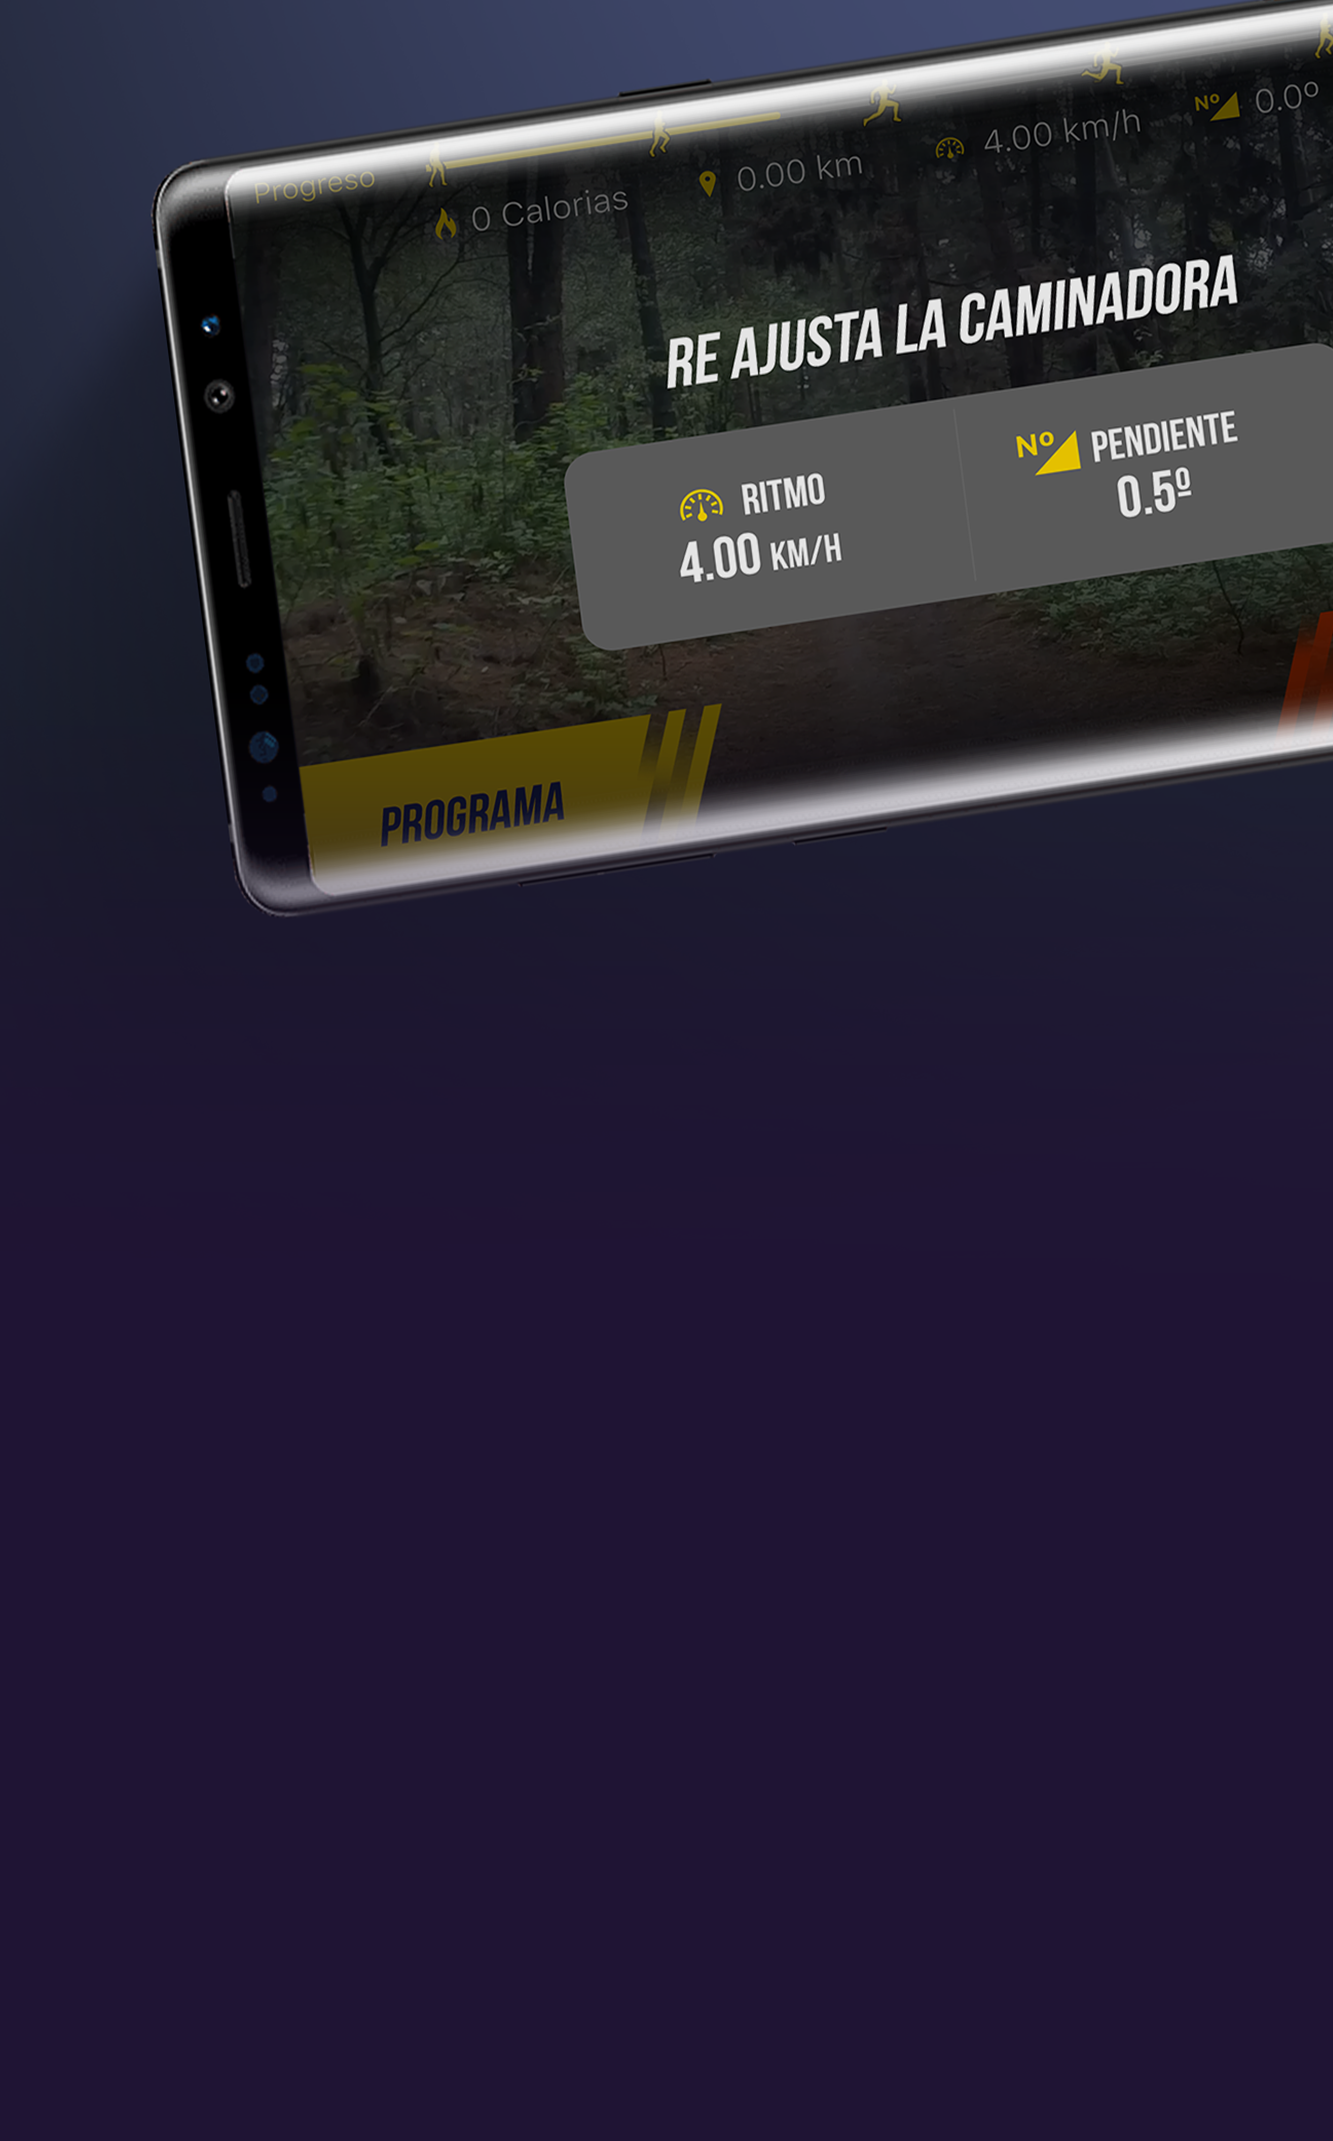 Progreso
0 Calorias
0.00 km
4.00 km/h
Nº 0.0º
RE AJUSTA LA CAMINADORA
RITMO
4.00 KM/H
Nº PENDIENTE
0.5º
PROGRAMA